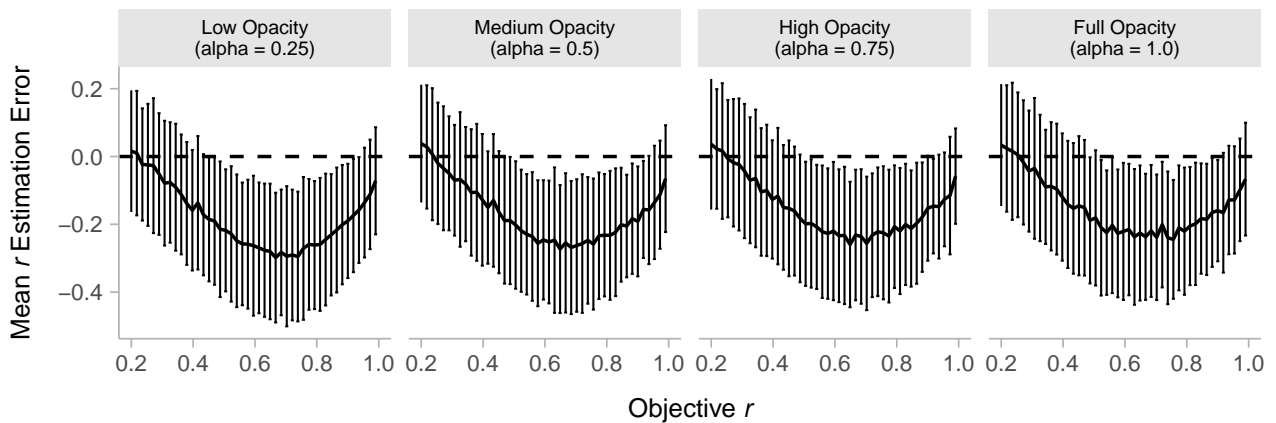 Low Opacity
(alpha = 0.25)
Medium Opacity
(alpha = 0.5)
High Opacity
(alpha = 0.75)
Full Opacity
(alpha = 1.0)
Mean r Estimation Error
0.2
0.0
−0.2
−0.4
0.2 0.4 0.6 0.8 1.0 0.2 0.4 0.6 0.8 1.0 0.2 0.4 0.6 0.8 1.0 0.2 0.4 0.6 0.8 1.0
Objective r